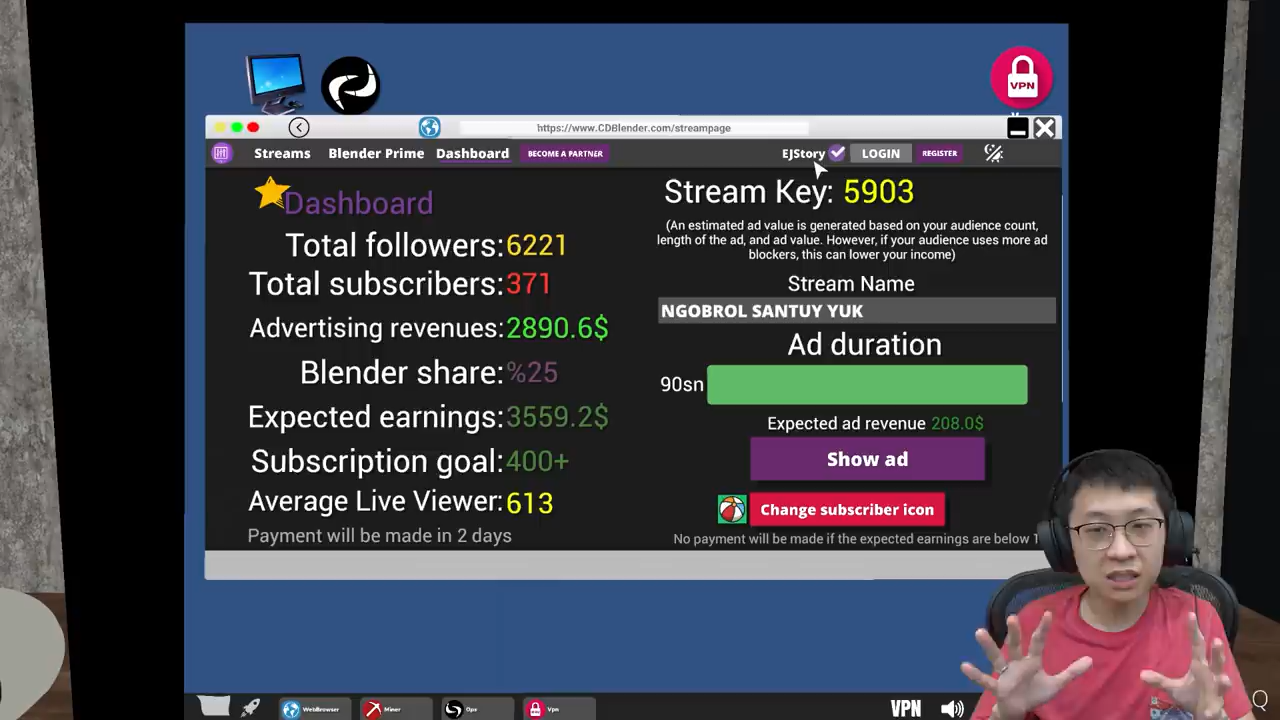 VPN
https://www.CDBlender.com/streampage
Streams
Blender Prime
Dashboard
BECOME A PARTNER
EJStory
LOGIN
REGISTER
Dashboard
Total followers:6221
Total subscribers:371
Advertising revenues:2890.6$
Blender share:%25
Expected earnings:3559.2$
Subscription goal:400+
Average Live Viewer:613
Payment will be made in 2 days
Stream Key: 5903
(An estimated ad value is generated based on your audience count,
length of the ad, and ad value. However, if your audience uses more ad
blockers, this can lower your income)
Stream Name
NGOBROL SANTUY YUK
Ad duration
90sn
Expected ad revenue 208.0$
Show ad
Change subscriber icon
No payment will be made if the expected earnings are below
WebBrowser
Miner
Opx
Vpn
VPN
Q